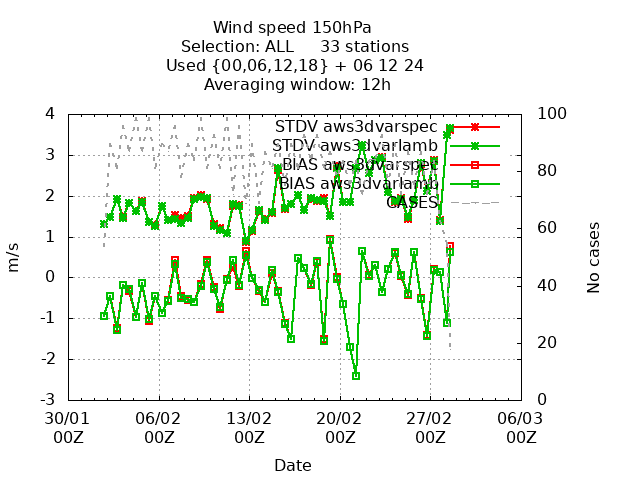 Wind speed 150hPa
Selection: ALL 33 stations
Used {00,06,12,18} + 06 12 24
Averaging window: 12h
STDV aws3dvarspec
STDV aws3dvarlamb
BIAS aws3dvarspec
BIAS aws3dvarlamb
CASES
4
3
2
1
0
-1
-2
-3
m/s
100
80
60
40
20
0
No cases
30/01 06/02 13/02 20/02 27/02 06/03
00Z 00Z 00Z 00Z 00Z 00Z
Date